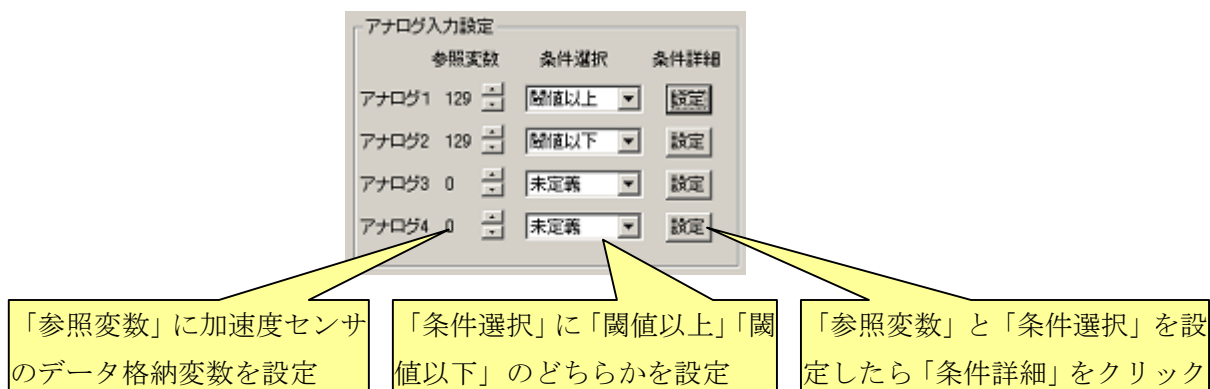 アナログ入力設定
参照変数 条件選択 条件詳細
アナログ1 129 閾値以上 設定
アナログ2 129 閾値以下 設定
アナログ3 0 未定義 設定
アナログ4 0 未定義 設定
「参照変数」に加速度センサ
のデータ格納変数を設定
「条件選択」に「閾値以上」「閾
値以下」のどちらかを設定
「参照変数」と「条件選択」を設
定したら「条件詳細」をクリック